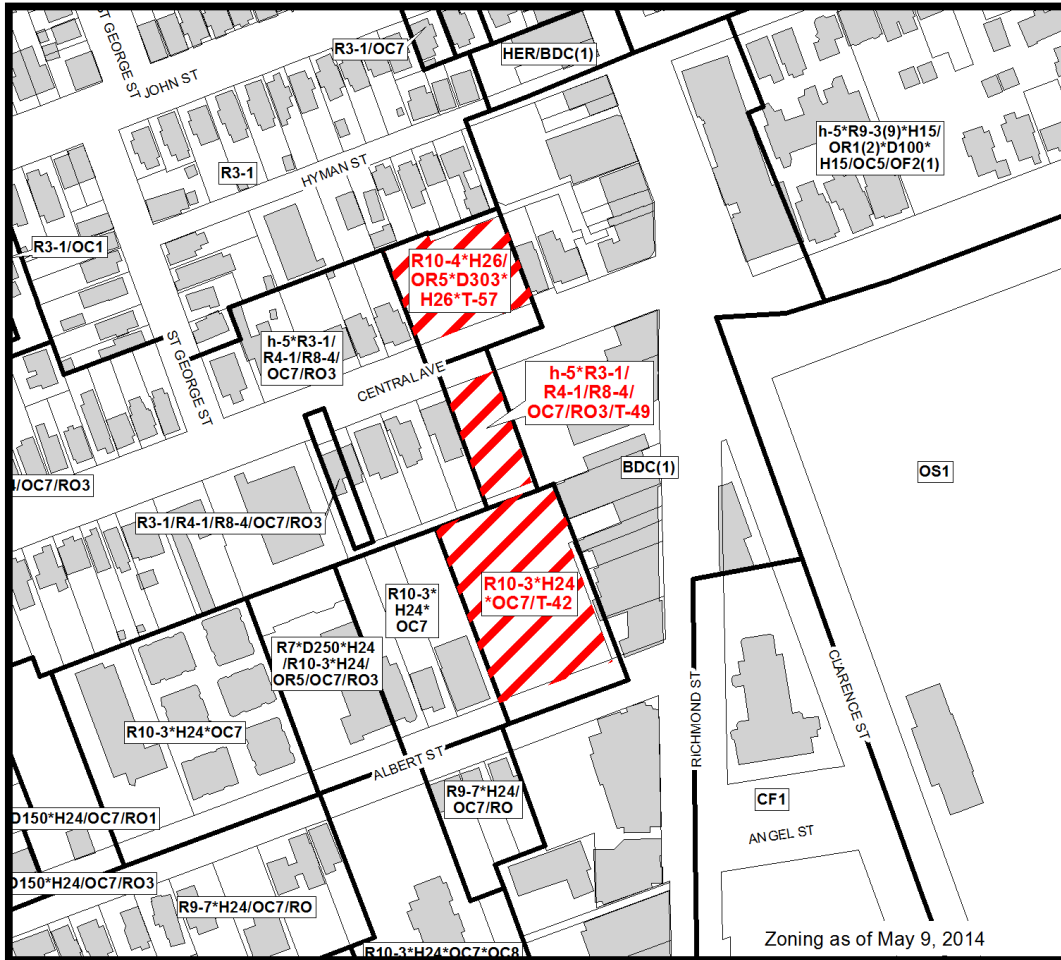 ST GEORGE ST
JOHN ST
R3-1/OC7
HER/BDC(1)
h-5*R9-3(9)*H15/
OR1(2)*D100*
H15/OC5/OF2(1)
R3-1
HYMAN ST
R3-1/OC1
R10-4*H26/
OR5*D303*
H26*T-57
ST GEORGE ST
h-5*R3-1/
R4-1/R8-4/
OC7/RO3
CENTRAL AVE
h-5*R3-1/
R4-1/R8-4/
OC7/RO3/T-49
BDC(1)
OS1
4/OC7/RO3
R3-1/R4-1/R8-4/OC7/RO3
R10-3*
H24*
OC7
R10-3*H24
*OC7/T-42
R7*D250*H24
/R10-3*H24/
OR5/OC7/RO3
R10-3*H24*OC7
RICHMOND ST
CLARENCE ST
ALBERT ST
R9-7*H24/
OC7/RO
CF1
ANGEL ST
D150*H24/OC7/RO1
D150*H24/OC7/RO3
R9-7*H24/OC7/RO
R10-3*H24*OC7*OC8
Zoning as of May 9, 2014